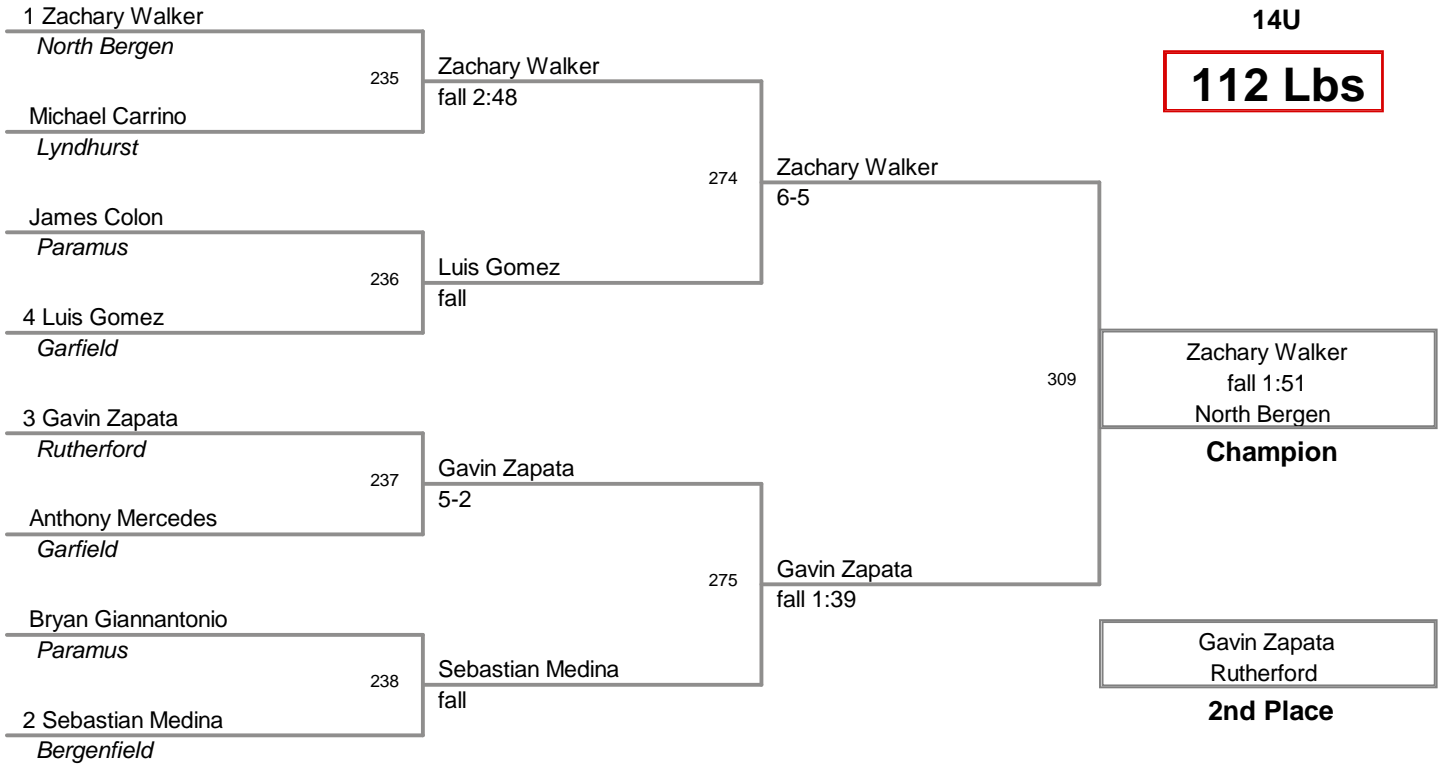 1 Zachary Walker
North Bergen
235
Michael Carrino
Lyndhurst
James Colon
Paramus
236
4 Luis Gomez
Garfield
3 Gavin Zapata
Rutherford
237
Anthony Mercedes
Garfield
Bryan Giannantonio
Paramus
238
2 Sebastian Medina
Bergenfield
Zachary Walker
fall 2:48
274
Luis Gomez
fall
Gavin Zapata
5-2
275
Sebastian Medina
fall
Zachary Walker
6-5
309
Gavin Zapata
fall 1:39
14U
112 Lbs
Zachary Walker
fall 1:51
North Bergen
Champion
Gavin Zapata
Rutherford
2nd Place